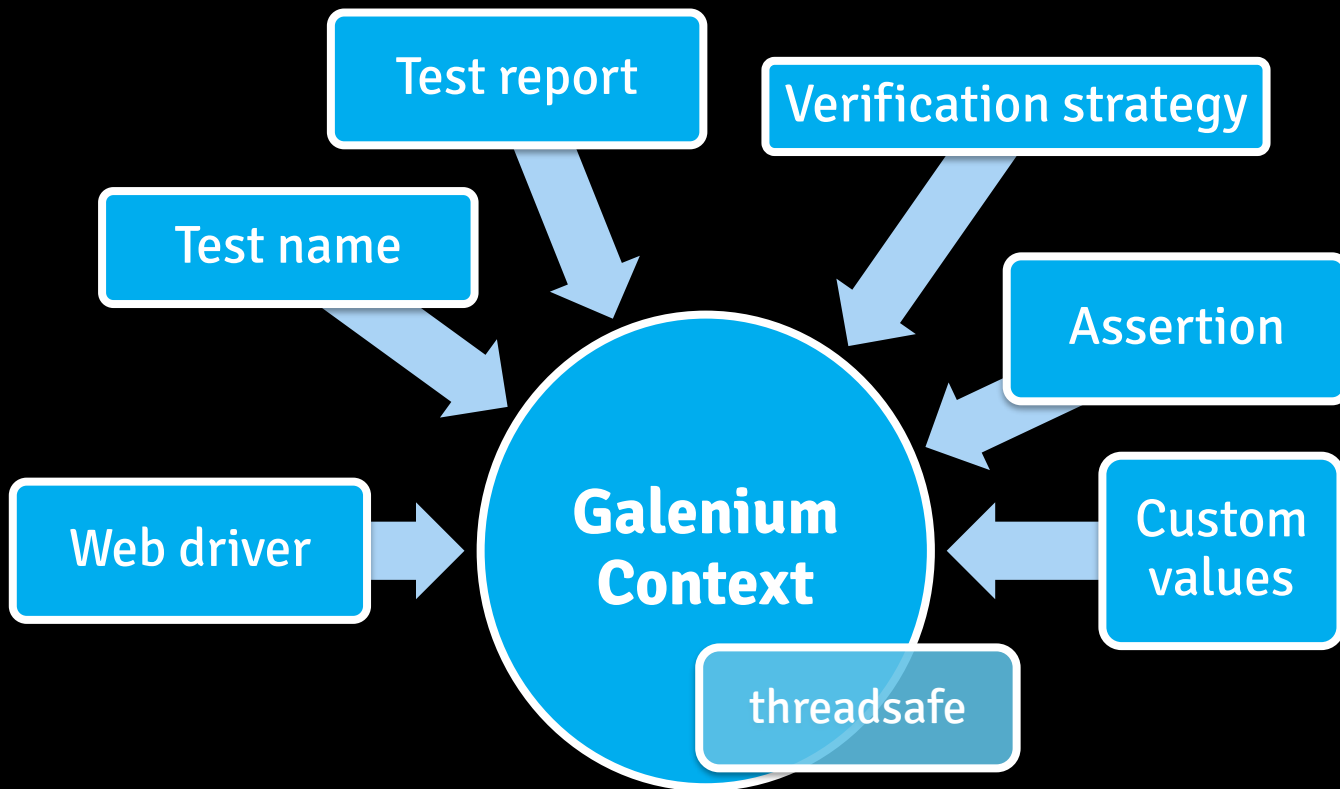 Test report
Verification strategy
Test name
Assertion
Web driver
Galenium
Context
Custom
values
threadsafe